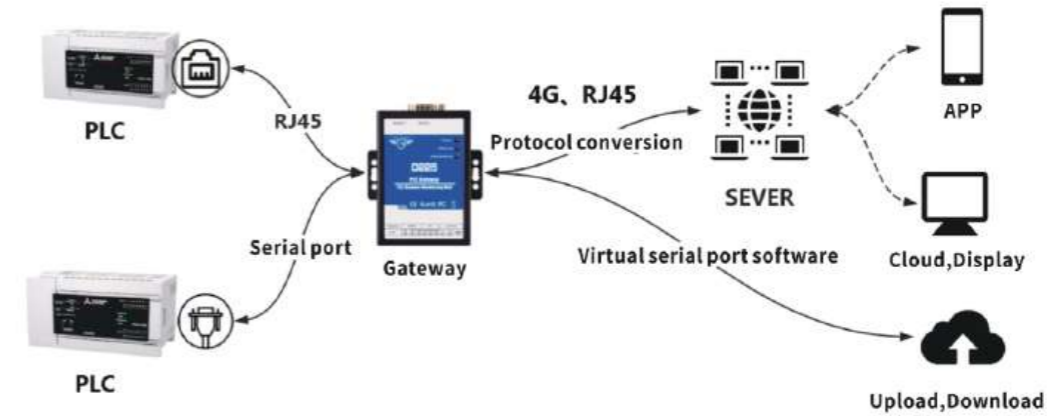 PLC
RJ45
4G、RJ45
Protocol conversion
APP
SEVER
Serial port
Gateway
Virtual serial port software
Cloud,Display
PLC
Upload,Download